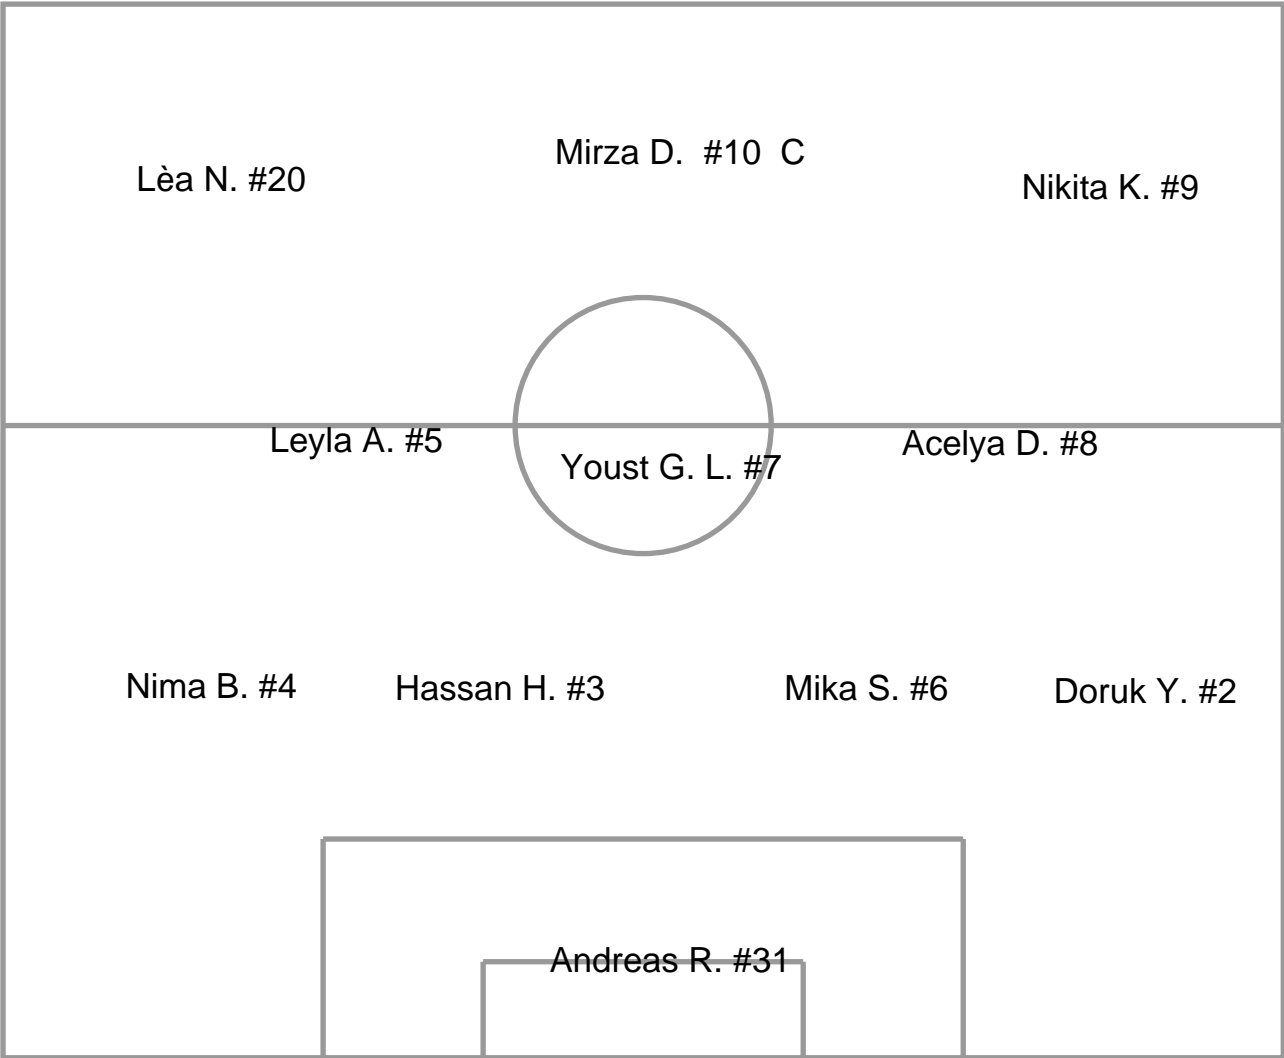 Lèa N. #20
Mirza D.  #10  C
Nikita K. #9
Leyla A. #5
Youst G. L. #7
Acelya D. #8
Nima B. #4
Hassan H. #3
Mika S. #6
Doruk Y. #2
Andreas R. #31